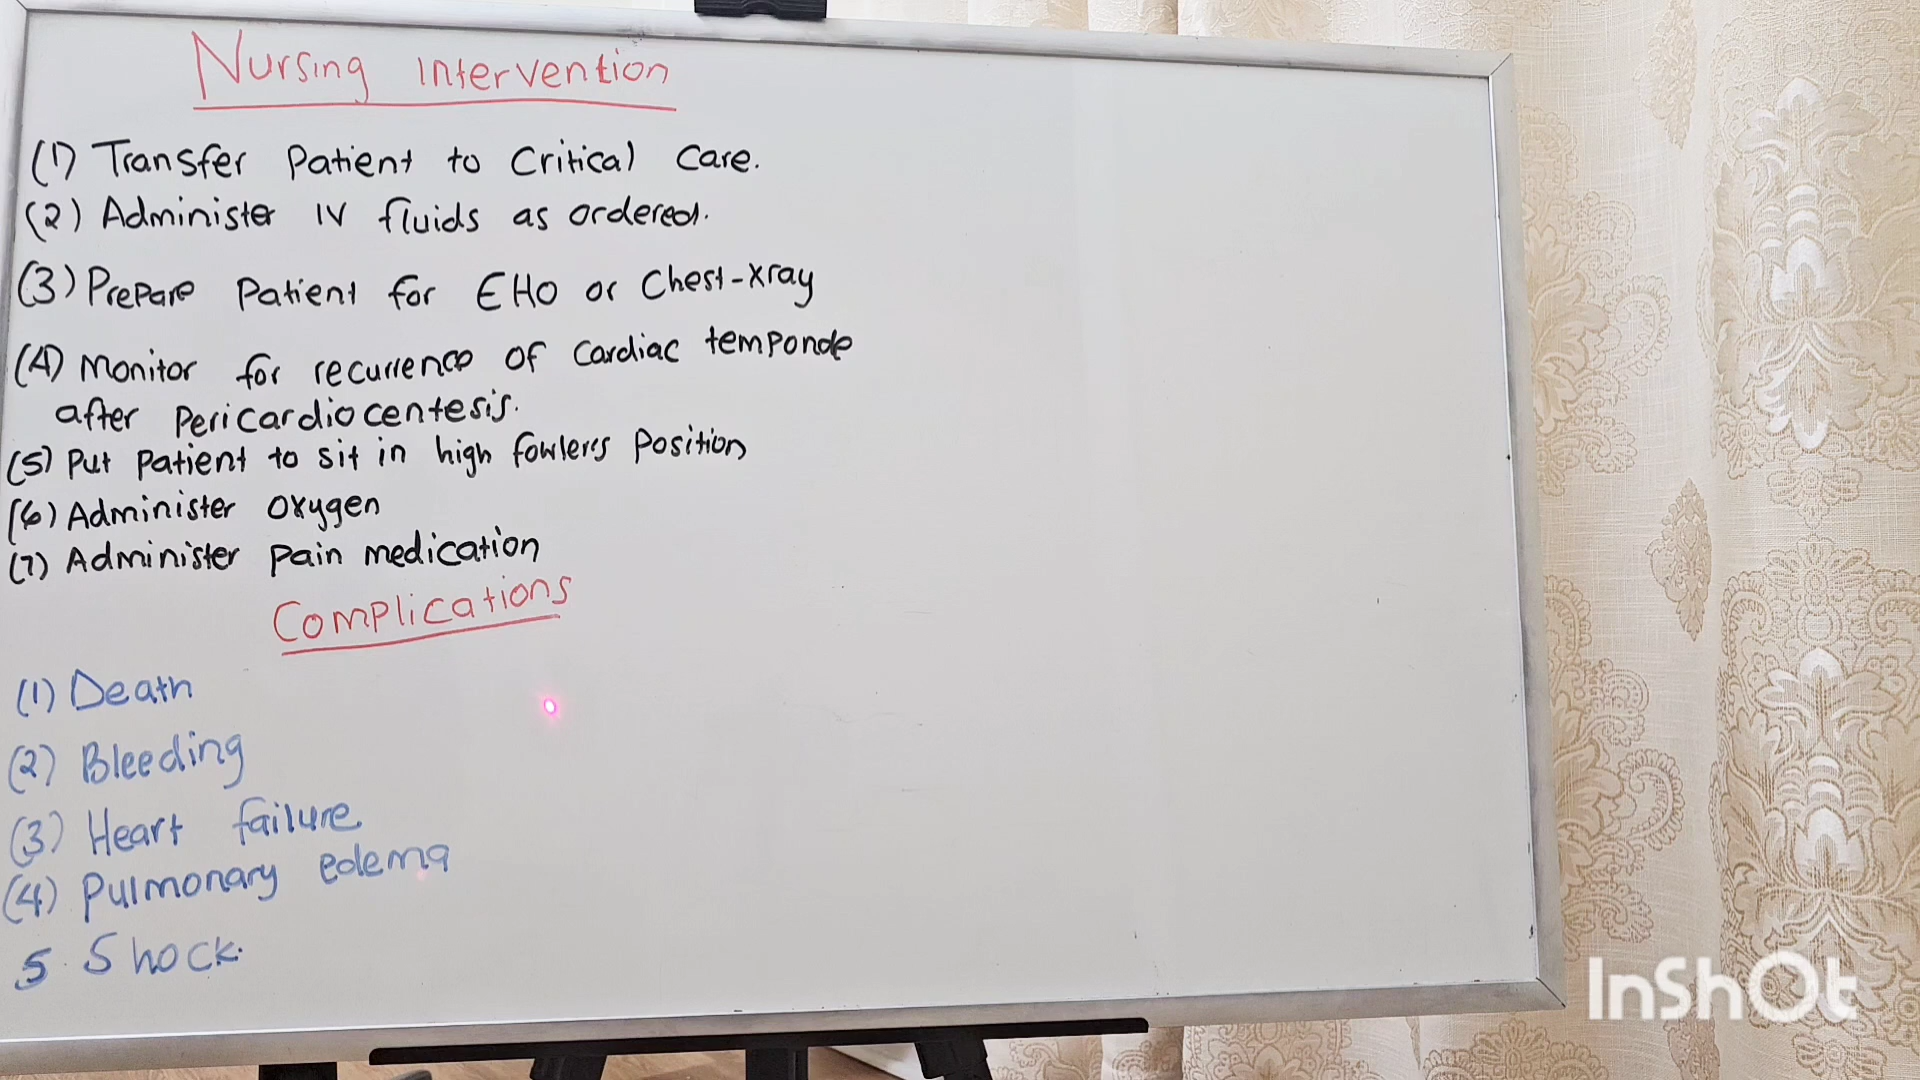 Nursing intervention
(1) Transfer Patient to Critical Care.
(2) Administer IV fluids as ordered.
(3) Prepare Patient for EHO or Chest-Xray
(4) Monitor for recurrence of Cardiac temponde
after Pericardiocentesis.
(5) Put Patient to sit in high fowlers Position
(6) Administer Oxygen
(7) Administer Pain medication
Complications
(1) Death
(2) Bleeding
(3) Heart failure
(4) Pulmonary edema
5. Shock.
InShOt